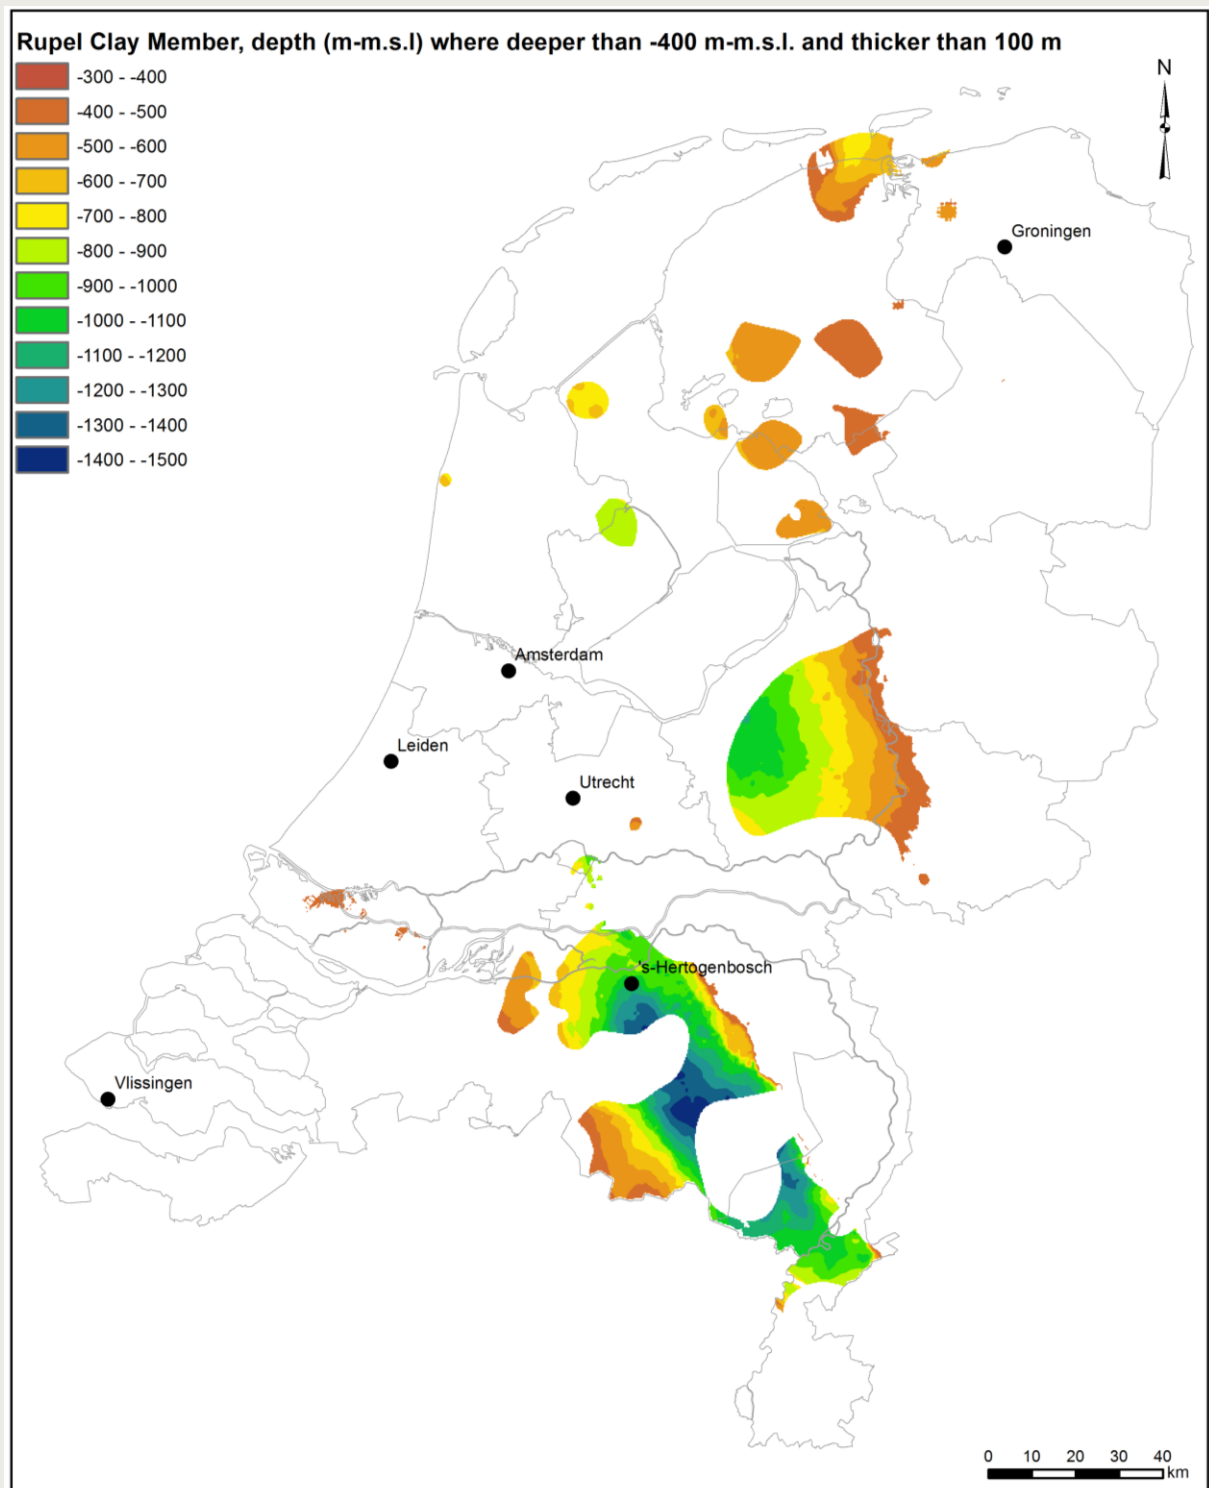 Rupel Clay Member, depth (m-m.s.l) where deeper than -400 m-m.s.l. and thicker than 100 m
-300 - -400
-400 - -500
-500 - -600
-600 - -700
-700 - -800
-800 - -900
-900 - -1000
-1000 - -1100
-1100 - -1200
-1200 - -1300
-1300 - -1400
-1400 - -1500
N
Groningen
Amsterdam
Leiden
Utrecht
's-Hertogenbosch
Vlissingen
0 10 20 30 40
km